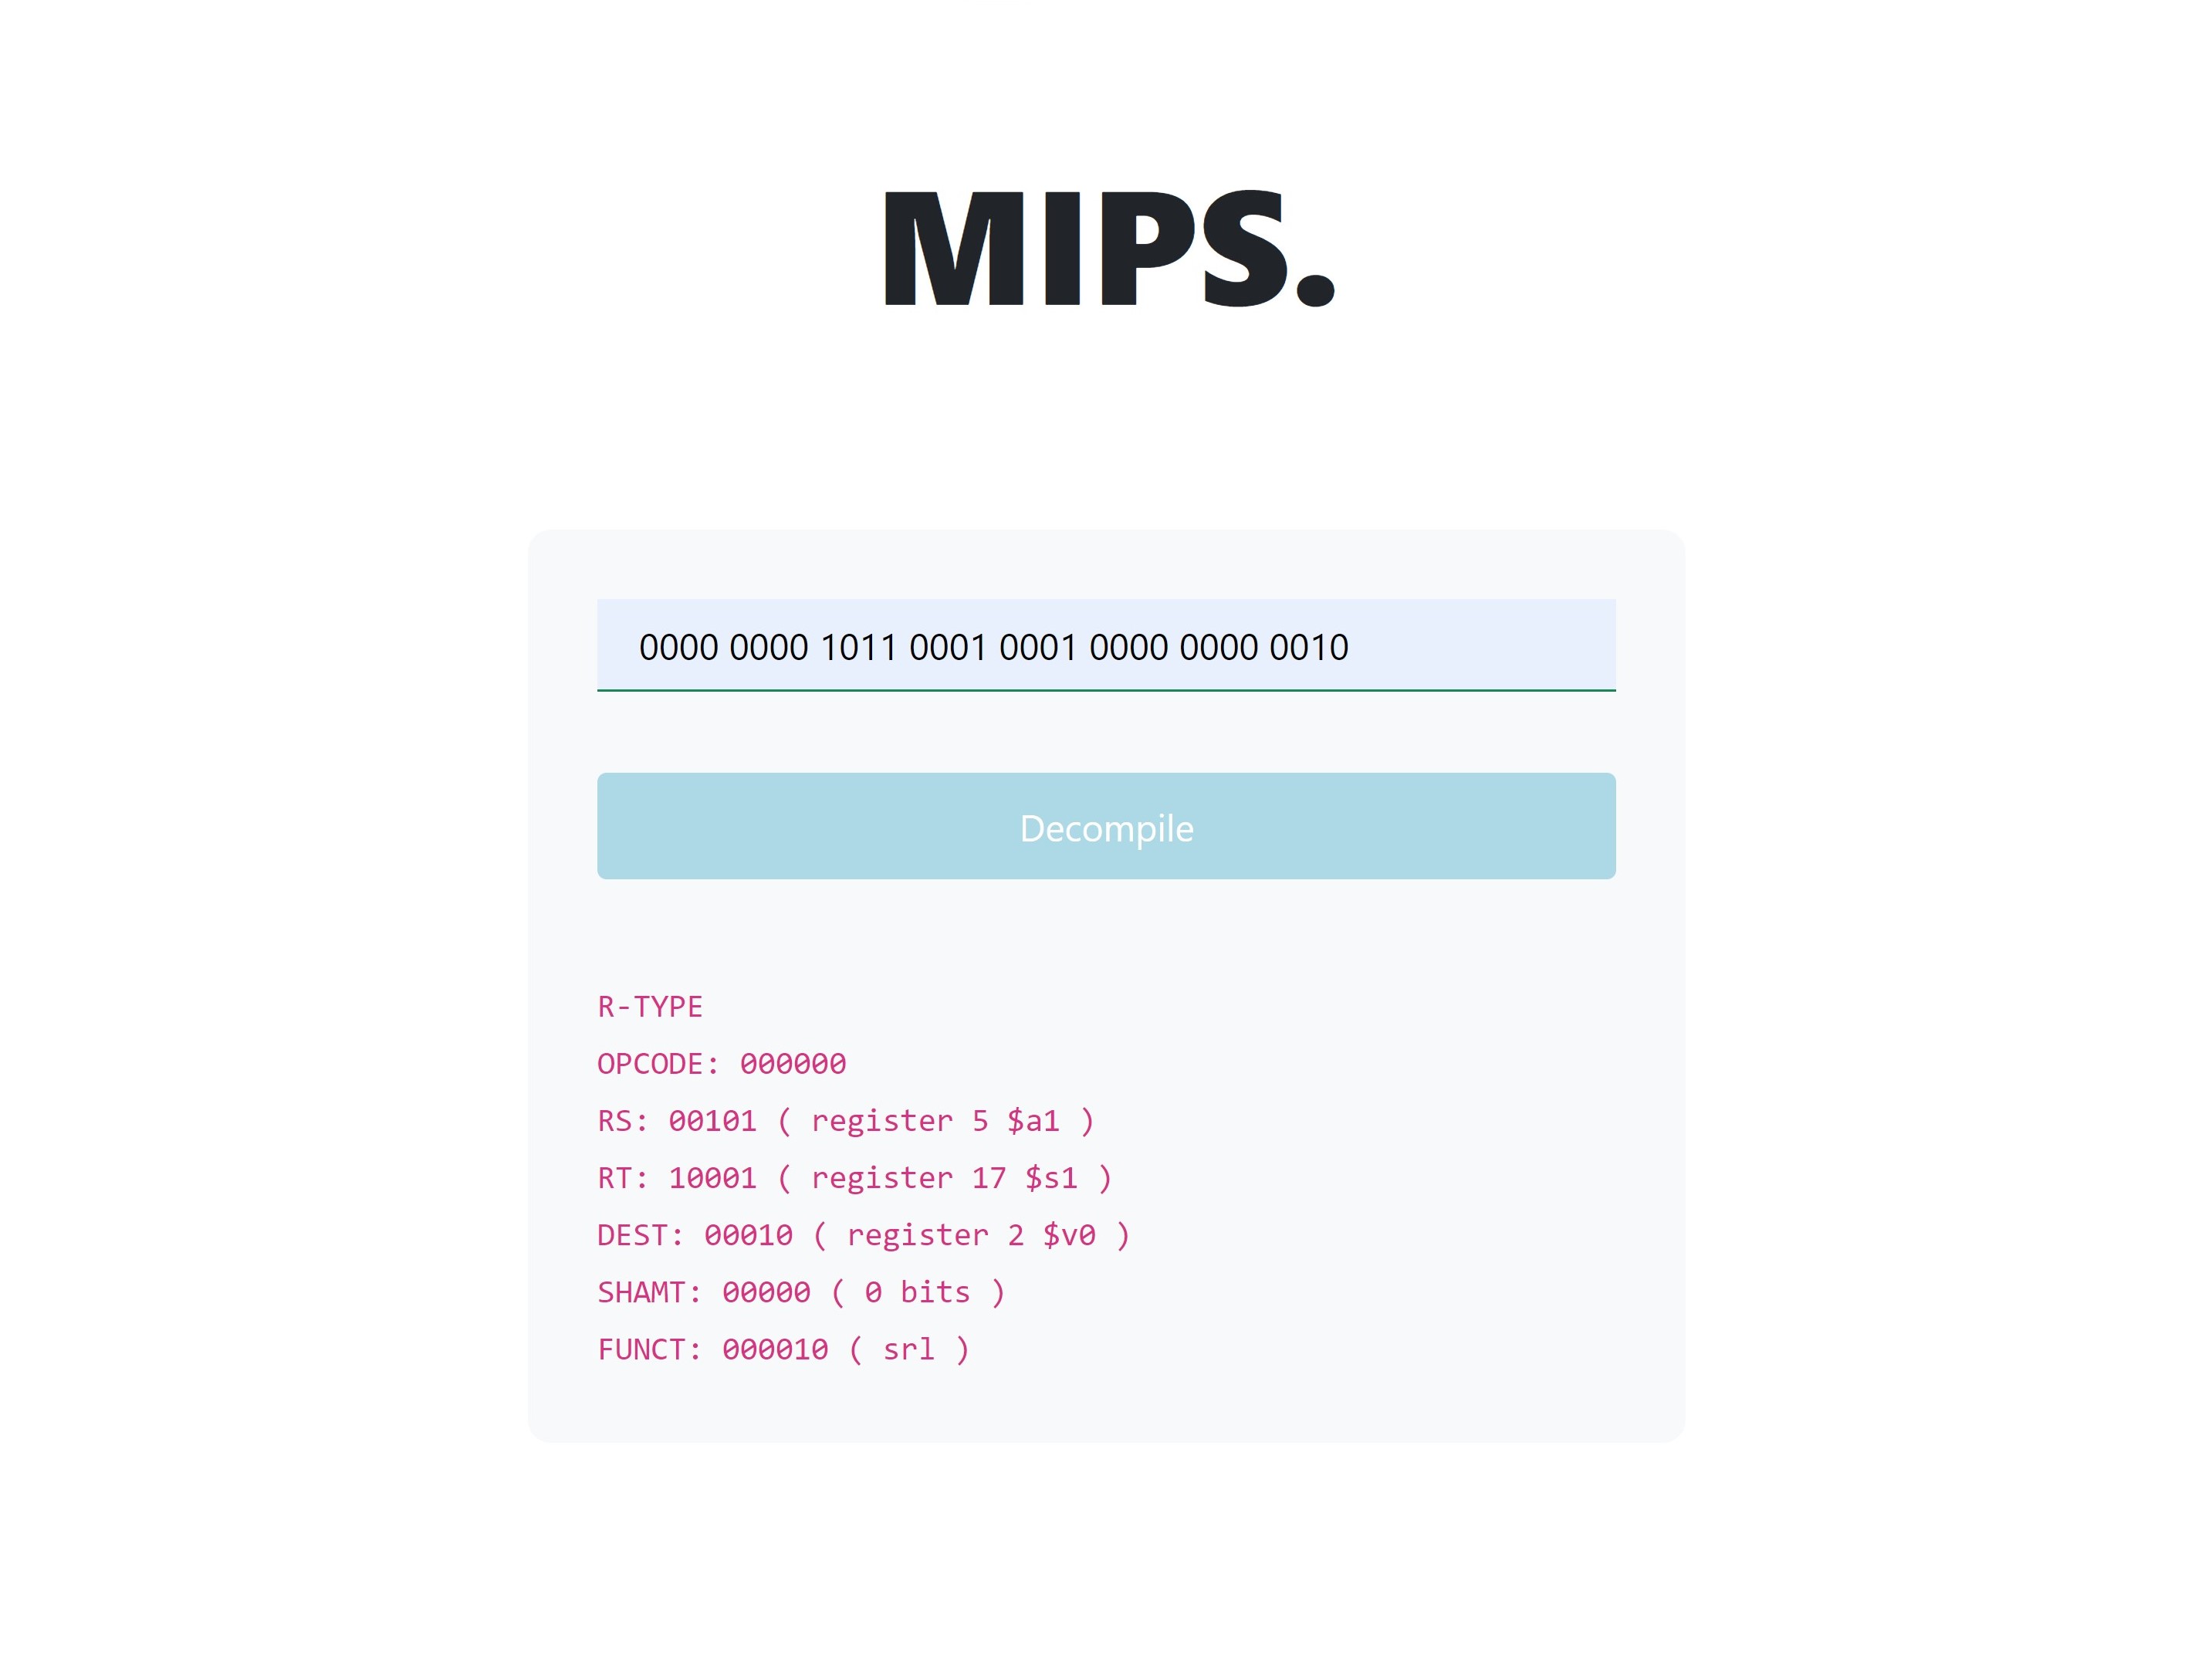 MIPS.
0000 0000 1011 0001 0001 0000 0000 0010
Decompile
R-TYPE
OPCODE: 000000
RS: 00101 ( register 5 $a1 )
RT: 10001 ( register 17 $s1 )
DEST: 00010 ( register 2 $v0 )
SHAMT: 00000 ( 0 bits )
FUNCT: 000010 ( srl )